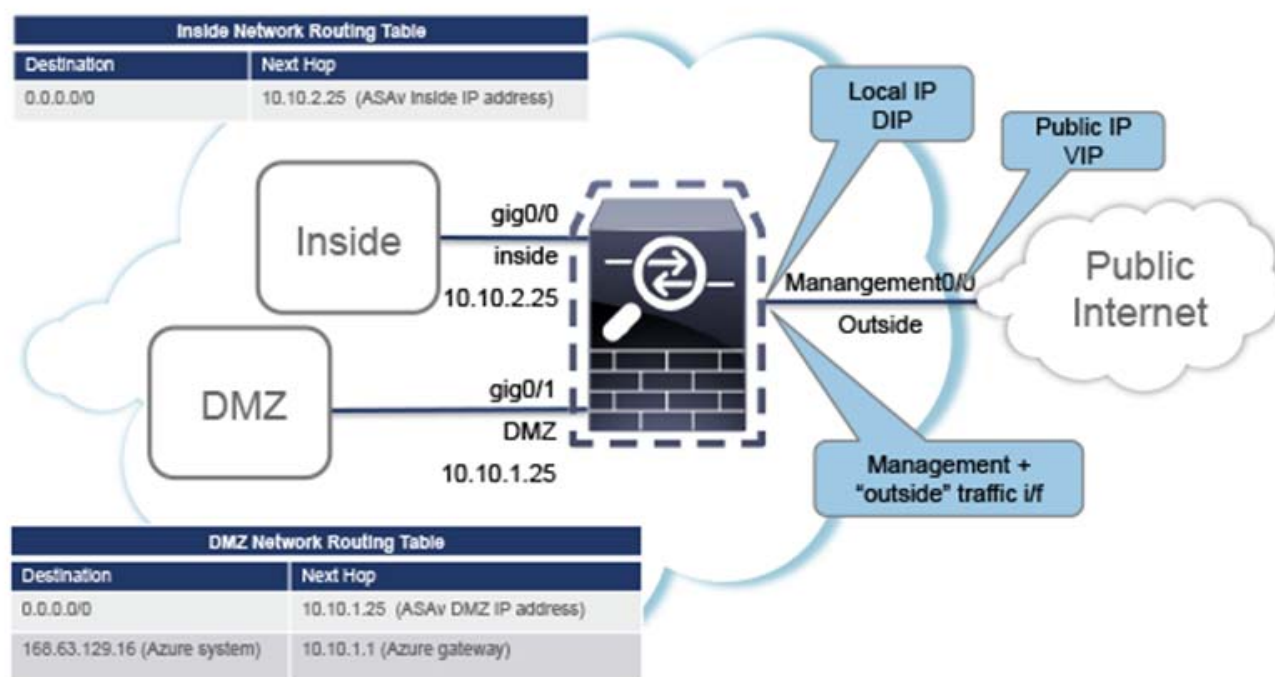 Inside Network Routing Table
Destination Next Hop
0.0.0.0/0 10.10.2.25 (ASAv Inside IP address)
Local IP
DIP
Public IP
VIP
Inside
gig0/0
inside
10.10.2.25
Manangement0/0
Outside
Public
Internet
DMZ
gig0/1
DMZ
10.10.1.25
Management +
"outside" traffic i/f
DMZ Network Routing Table
Destination Next Hop
0.0.0.0/0 10.10.1.25 (ASAv DMZ IP address)
168.63.129.16 (Azure system) 10.10.1.1 (Azure gateway)